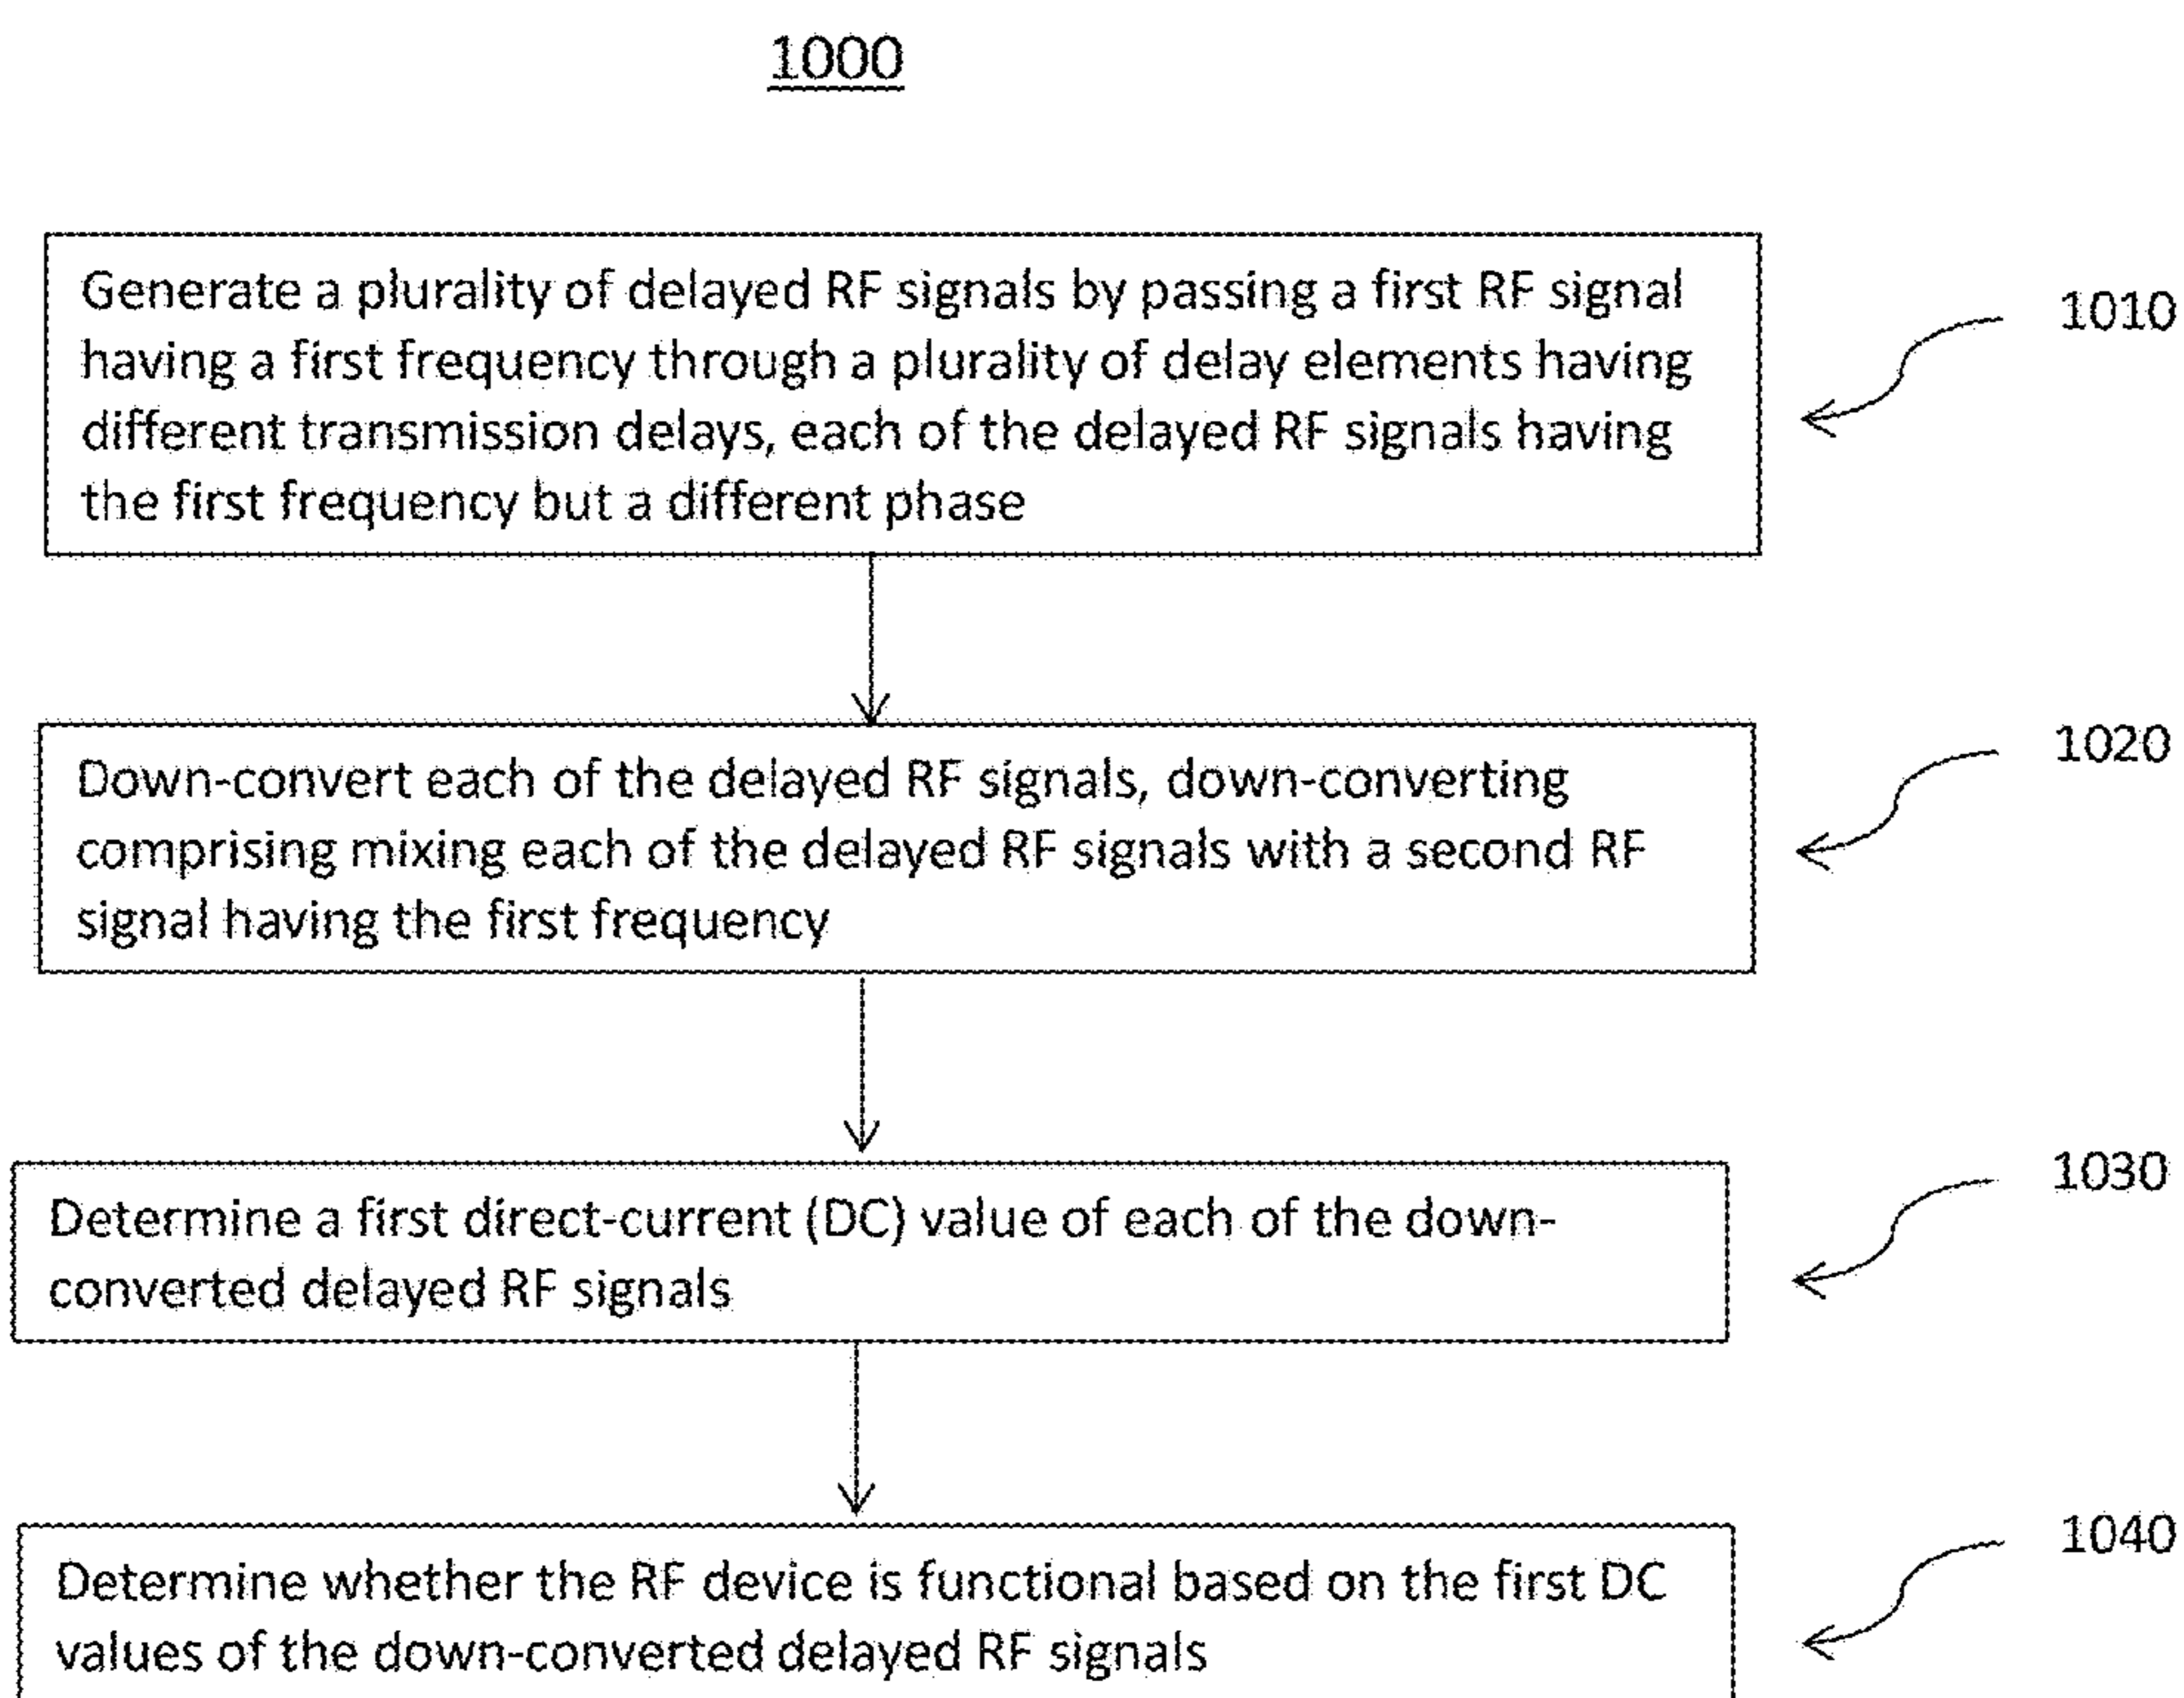 1000
Generate a plurality of delayed RF signals by passing a first RF signal
having a first frequency through a plurality of delay elements having
different transmission delays, each of the delayed RF signals having
the first frequency but a different phase
1010
Down-convert each of the delayed RF signals, down-converting
comprising mixing each of the delayed RF signals with a second RF
signal having the first frequency
1020
Determine a first direct-current (DC) value of each of the down-
converted delayed RF signals
1030
Determine whether the RF device is functional based on the first DC
values of the down-converted delayed RF signals
1040